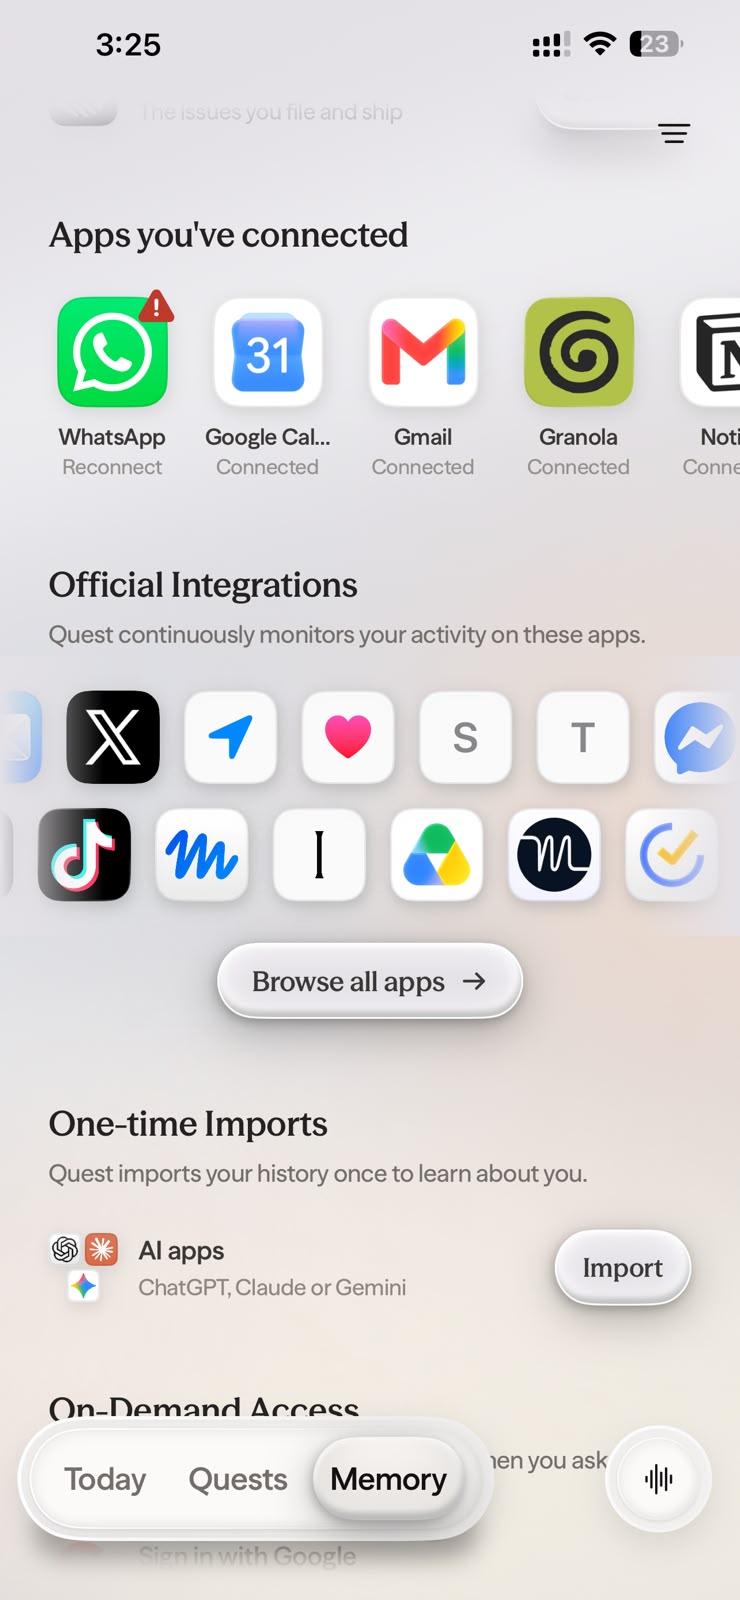 3:25
23
The issues you file and ship
Apps you've connected
WhatsApp
Reconnect
31
Google Cal...
Connected
Gmail
Connected
Granola
Connected
N
Noti
Conne
Official Integrations
Quest continuously monitors your activity on these apps.
S
T
Browse all apps →
One-time Imports
Quest imports your history once to learn about you.
AI apps
ChatGPT, Claude or Gemini
Import
On-Demand Access
you ask
Today
Quests
Memory
Sign in with Google